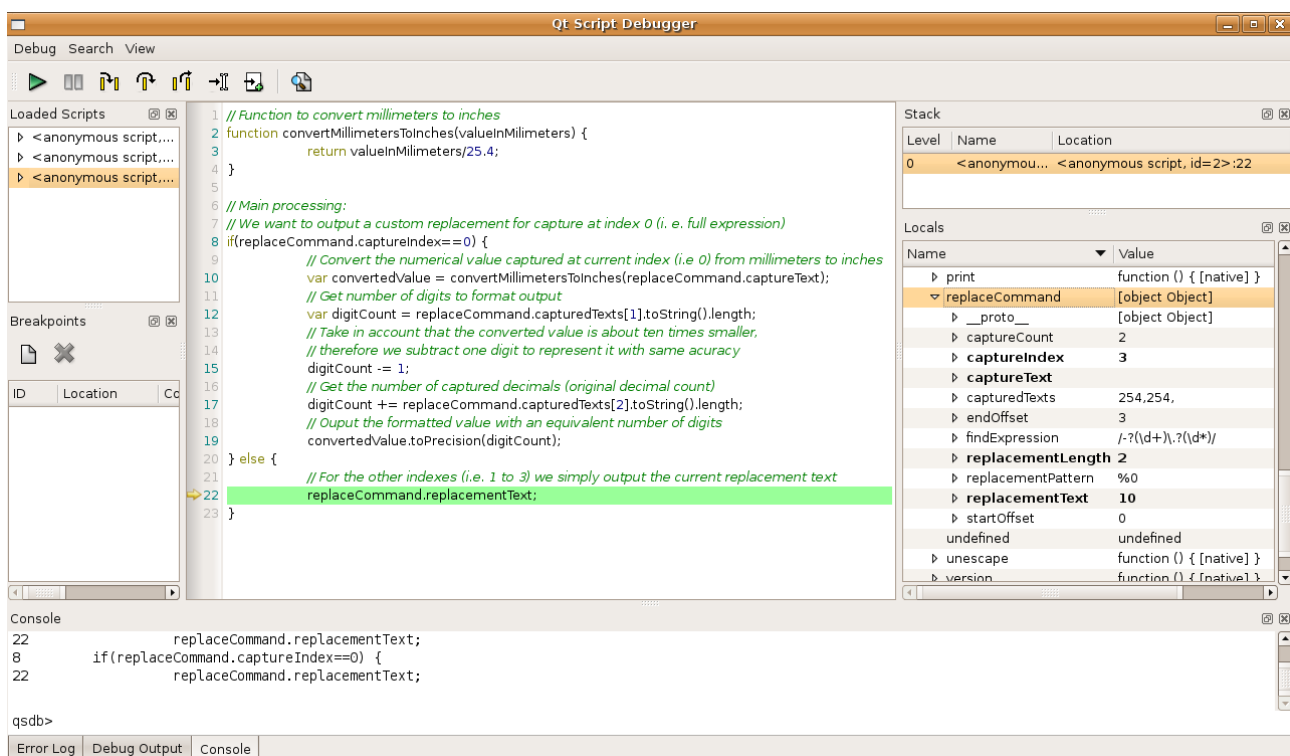 Qt Script Debugger
Debug Search View
Loaded Scripts
<anonymous script,...
<anonymous script,...
<anonymous script,...
Breakpoints
ID Location Co
1 // Function to convert millimeters to inches
2 function convertMillimetersToInches(valueInMilimeters) {
3 return valueInMilimeters/25.4;
4 }
5
6 // Main processing:
7 // We want to output a custom replacement for capture at index 0 (i. e. full expression)
8 if(replaceCommand.captureIndex==0) {
9 // Convert the numerical value captured at current index (i.e 0) from millimeters to inches
10 var convertedValue = convertMillimetersToInches(replaceCommand.captureText);
11 // Get number of digits to format output
12 var digitCount = replaceCommand.capturedTexts[1].toString().length;
13 // Take in account that the converted value is about ten times smaller,
14 // therefore we subtract one digit to represent it with same acuracy
15 digitCount -= 1;
16 // Get the number of captured decimals (original decimal count)
17 digitCount += replaceCommand.capturedTexts[2].toString().length;
18 // Ouput the formatted value with an equivalent number of digits
19 convertedValue.toPrecision(digitCount);
20 } else {
21 // For the other indexes (i.e. 1 to 3) we simply output the current replacement text
22 replaceCommand.replacementText;
23 }
Stack
Level Name Location
0 <anonymou... <anonymous script, id=2>:22
Locals
Name Value
print function () { [native] }
replaceCommand [object Object]
__proto__ [object Object]
captureCount 2
captureIndex 3
captureText
capturedTexts 254,254,
endOffset 3
findExpression /-?(\d+)\.?(\d*)/
replacementLength 2
replacementPattern %0
replacementText 10
startOffset 0
undefined undefined
unescape function () { [native] }
version function () { [native] }
Console
22 replaceCommand.replacementText;
8 if(replaceCommand.captureIndex==0) {
22 replaceCommand.replacementText;
qsdb>
Error Log Debug Output Console